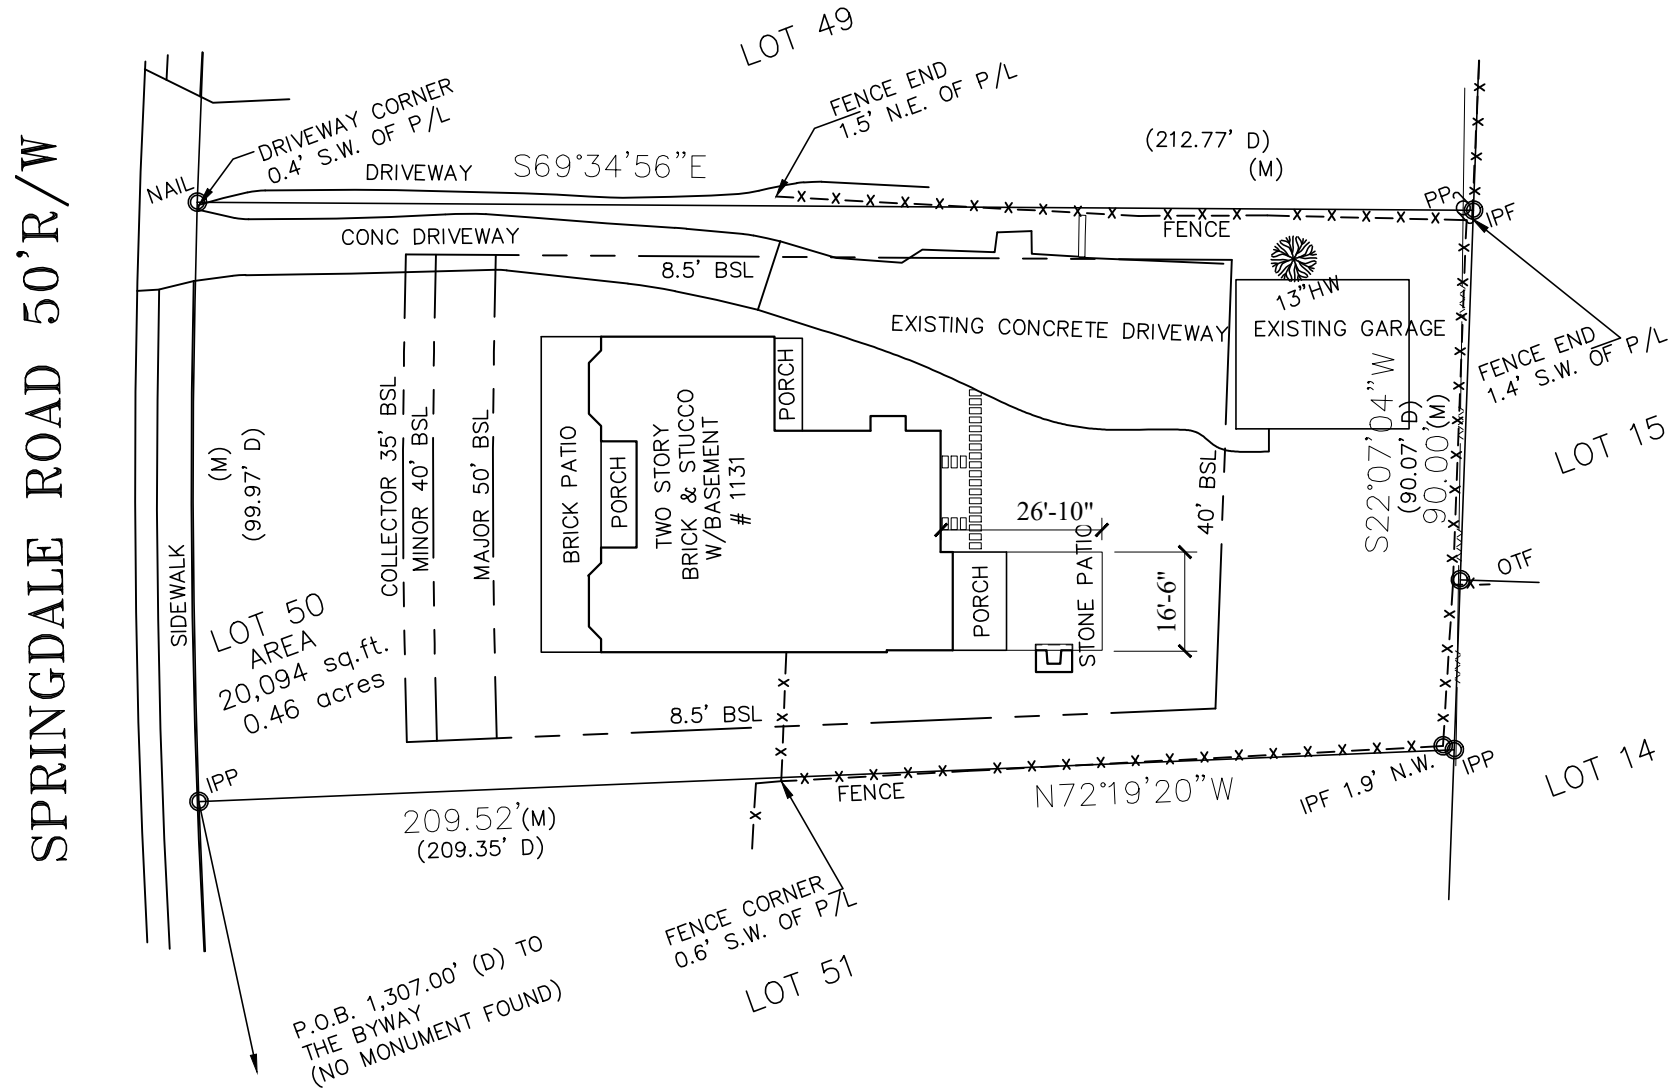 SPRINGDALE ROAD 50'R/W
LOT 49
DRIVEWAY CORNER
0.4' S.W. OF P/L
FENCE END
1.5' N.E. OF P/L
(212.77' D)
(M)
NAIL
DRIVEWAY
S69°34'56"E
PP
IPF
CONC DRIVEWAY
FENCE
8.5' BSL
13"HW
EXISTING CONCRETE DRIVEWAY
EXISTING GARAGE
FENCE END
1.4' S.W. OF P/L
S22°07'04"W
(90.07' D)
90.00'(M)
LOT 15
(M)
(99.97' D)
COLLECTOR 35' BSL
MINOR 40' BSL
MAJOR 50' BSL
BRICK PATIO
PORCH
TWO STORY
BRICK & STUCCO
W/BASEMENT
# 1131
PORCH
40' BSL
26'-10"
16'-6"
PORCH
STONE PATIO
OTF
SIDEWALK
LOT 50
AREA
20,094 sq.ft.
0.46 acres
8.5' BSL
IPP
IPP
IPF 1.9' N.W.
LOT 14
209.52'(M)
(209.35' D)
FENCE
N72°19'20"W
FENCE CORNER
0.6' S.W. OF P/L
LOT 51
P.O.B. 1,307.00' (D) TO
THE BYWAY
(NO MONUMENT FOUND)